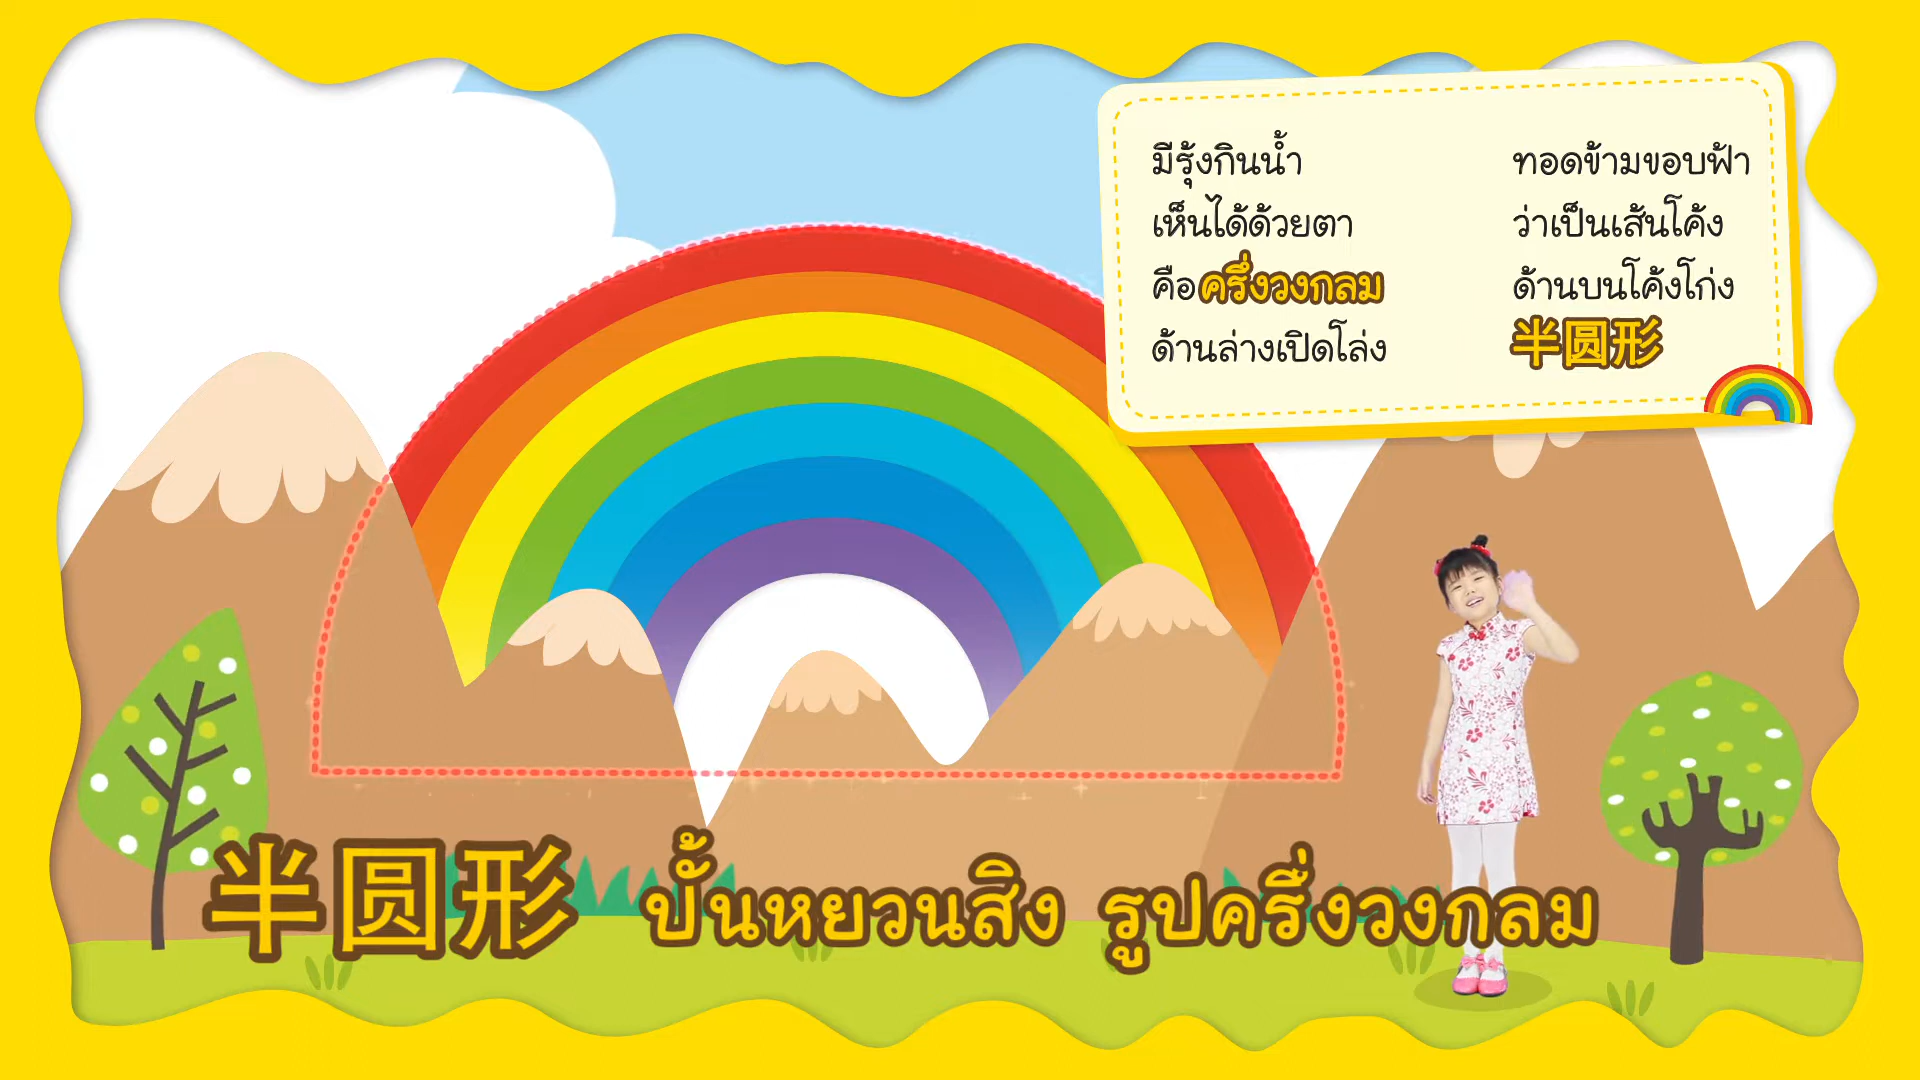 มีรุ้งกินน้ำ ทอดข้ามขอบฟ้า
เห็นได้ด้วยตา ว่าเป็นเส้นโค้ง
คือครึ่งวงกลม ด้านบนโค้งโก่ง
ด้านล่างเปิดโล่ง 半圆形
半圆形 ปั้นหยวนสิง รูปครึ่งวงกลม